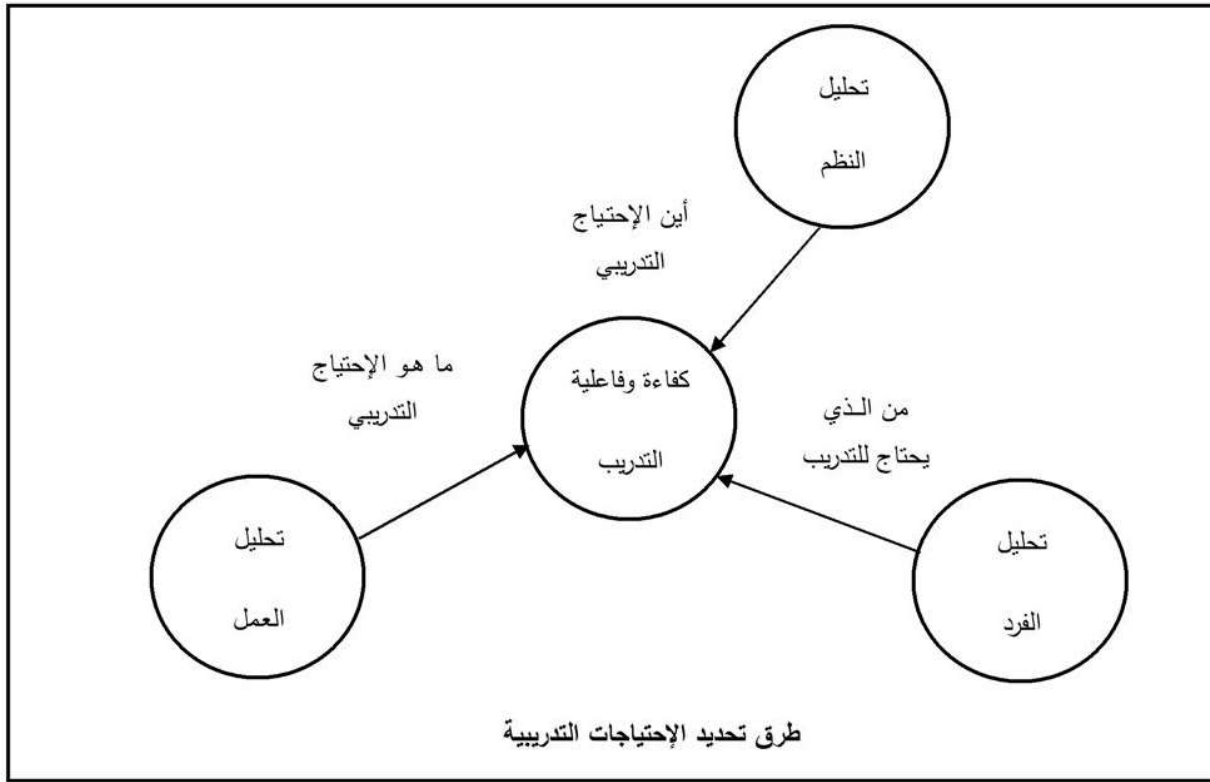 تحليل
النظم
أين الإحتياج
التدريبي
ما هو الإحتياج
التدريبي
كفاءة وفاعلية
التدريب
من الـذي
يحتاج للتدريب
تحليل
العمل
تحليل
الفرد
طرق تحديد الإحتياجات التدريبية